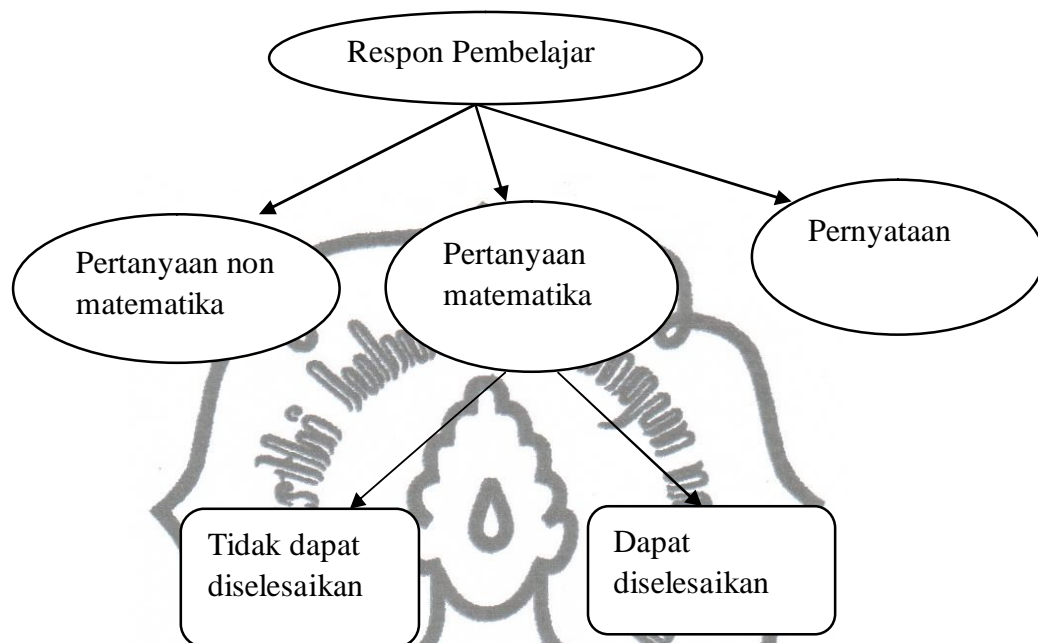 Respon Pembelajar
Pertanyaan non
matematika
Pertanyaan
matematika
Pernyataan
Tidak dapat
diselesaikan
Dapat
diselesaikan